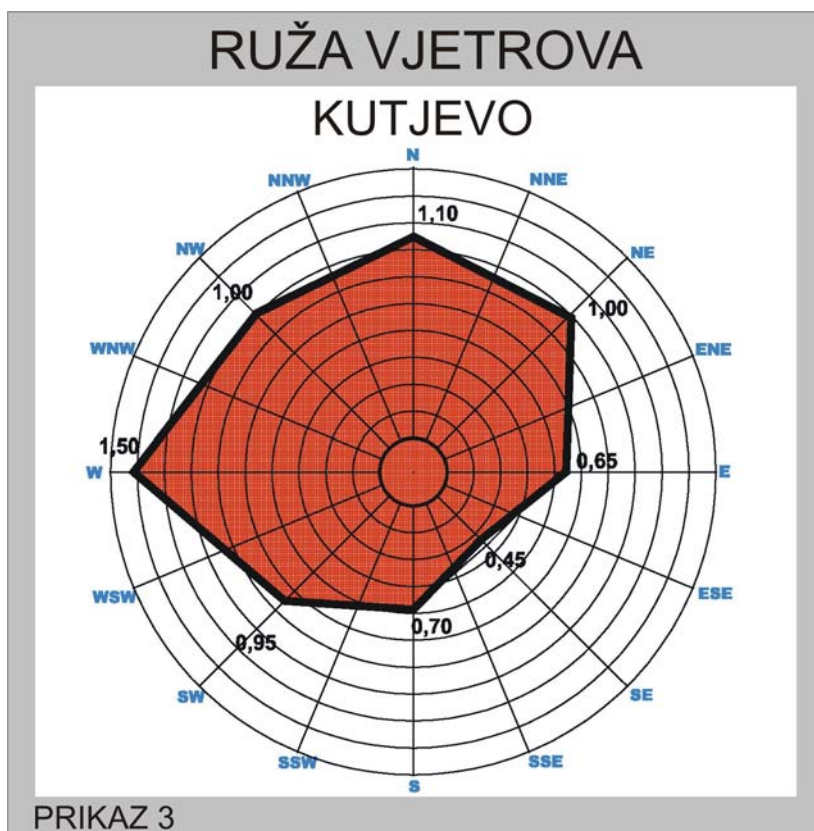 RUŽA VJETROVA
KUTJEVO
N
NNW
NNE
1,10
NW
NE
1,00
1,00
WNW
ENE
1,50
0,65
W
E
0,45
WSW
ESE
0,70
0,95
SW
SE
SSW
SSE
S
PRIKAZ 3